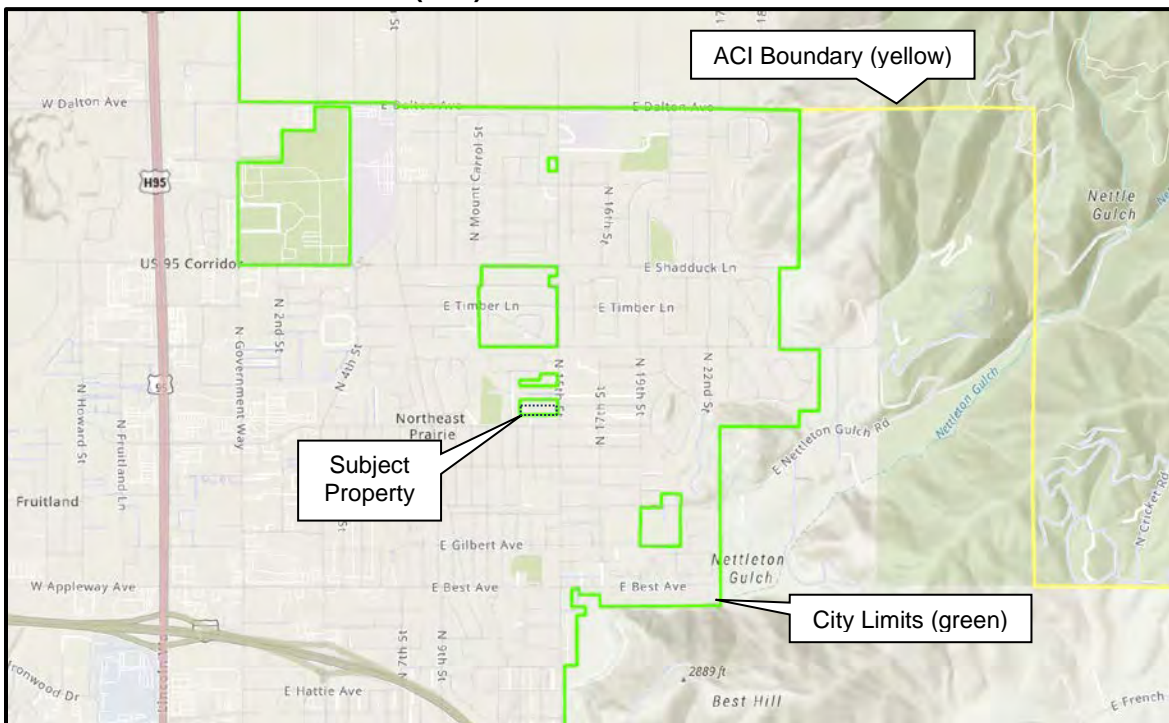 ACI Boundary (yellow)
W Dalton Ave
E Dalton Ave
E Dalton Ave
H95
N Mount Carrol St
N 16th St
Nettle
Gulch
US 95 Corridor
E Shadduck Ln
E Timber Ln
E Timber Ln
N 2nd St
N Government Way
N 4th St
95
N Howard St
N Fruitland Ln
N 15th St
N 17th St
N 19th St
N 22nd St
Northeast
Prairie
E Nettleton Gulch Rd
Nettleton Gulch
Subject
Property
Fruitland
N Cricket Rd
E Gilbert Ave
Nettleton
Gulch
W Appleway Ave
E Best Ave
E Best Ave
City Limits (green)
N 7th St
N 9th St
Ironwood Dr
E Hattie Ave
2889 ft
Best Hill
E French